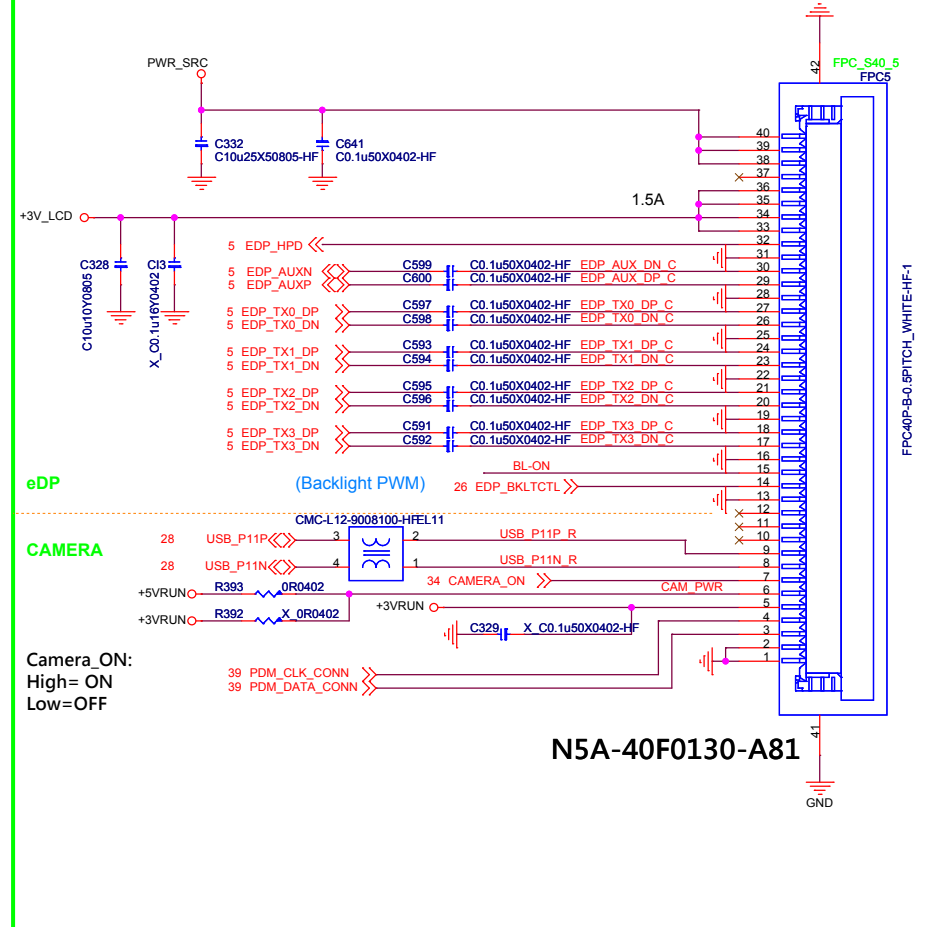 42
FPC_S40_5
FPC5
PWR_SRC
C332
C10u25X50805-HF
C641
C0.1u50X0402-HF
40
39
38
37
36
35
34
33
32
31
30
29
28
27
26
25
24
23
22
21
20
19
18
17
16
15
14
13
12
11
10
9
8
7
6
5
4
3
2
1
1.5A
+3V_LCD
C328
C10u10Y0805
CI3
X_C0.1u16Y0402
5 EDP_HPD
5 EDP_AUXN C599 C0.1u50X0402-HF EDP_AUX_DN_C
5 EDP_AUXP C600 C0.1u50X0402-HF EDP_AUX_DP_C
5 EDP_TX0_DP C597 C0.1u50X0402-HF EDP_TX0_DP_C
5 EDP_TX0_DN C598 C0.1u50X0402-HF EDP_TX0_DN_C
5 EDP_TX1_DP C593 C0.1u50X0402-HF EDP_TX1_DP_C
5 EDP_TX1_DN C594 C0.1u50X0402-HF EDP_TX1_DN_C
5 EDP_TX2_DP C595 C0.1u50X0402-HF EDP_TX2_DP_C
5 EDP_TX2_DN C596 C0.1u50X0402-HF EDP_TX2_DN_C
5 EDP_TX3_DP C591 C0.1u50X0402-HF EDP_TX3_DP_C
5 EDP_TX3_DN C592 C0.1u50X0402-HF EDP_TX3_DN_C
FPC40P-B-0.5PITCH_WHITE-HF-1
BL-ON
eDP
(Backlight PWM)
26 EDP_BKLTCTL
CMC-L12-9008100-HF EL11
CAMERA
28 USB_P11P 3 2 USB_P11P_R
28 USB_P11N 4 1 USB_P11N_R
34 CAMERA_ON
+5VRUN R393 0R0402 CAM_PWR
+3VRUN R392 X_0R0402
+3VRUN
C329 X_C0.1u50X0402-HF
Camera_ON:
High= ON
Low=OFF
39 PDM_CLK_CONN
39 PDM_DATA_CONN
41
N5A-40F0130-A81
GND